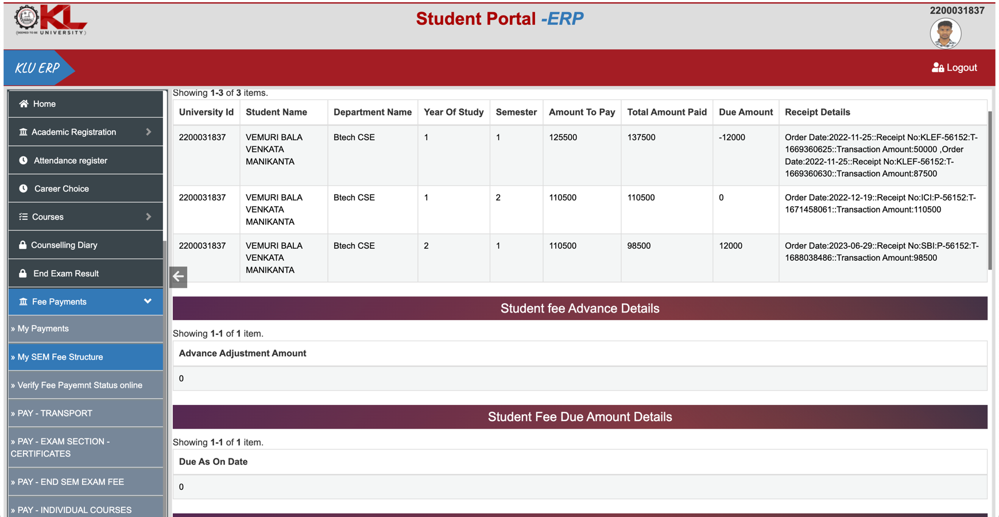 KL
(DEEMED TO BE UNIVERSITY)
Student Portal -ERP
2200031837
KLU ERP
Logout
Home
Academic Registration
Attendance register
Career Choice
Courses
Counselling Diary
End Exam Result
Fee Payments
» My Payments
» My SEM Fee Structure
» Verify Fee Payemnt Status online
» PAY - TRANSPORT
» PAY - EXAM SECTION -
CERTIFICATES
» PAY - END SEM EXAM FEE
» PAY - INDIVIDUAL COURSES
Showing 1-3 of 3 items.
University Id Student Name Department Name Year Of Study Semester Amount To Pay Total Amount Paid Due Amount Receipt Details
2200031837 VEMURI BALA Btech CSE 1 1 125500 137500 -12000 Order Date:2022-11-25::Receipt No:KLEF-56152:T-
VENKATA 1669360625::Transaction Amount:50000 ,Order
MANIKANTA Date:2022-11-25::Receipt No:KLEF-56152:T-
1669360630::Transaction Amount:87500
2200031837 VEMURI BALA Btech CSE 1 2 110500 110500 0 Order Date:2022-12-19::Receipt No:ICI:P-56152:T-
VENKATA 1671458061::Transaction Amount:110500
MANIKANTA
2200031837 VEMURI BALA Btech CSE 2 1 110500 98500 12000 Order Date:2023-06-29::Receipt No:SBI:P-56152:T-
VENKATA 1688038486::Transaction Amount:98500
MANIKANTA
Student fee Advance Details
Showing 1-1 of 1 item.
Advance Adjustment Amount
0
Student Fee Due Amount Details
Showing 1-1 of 1 item.
Due As On Date
0